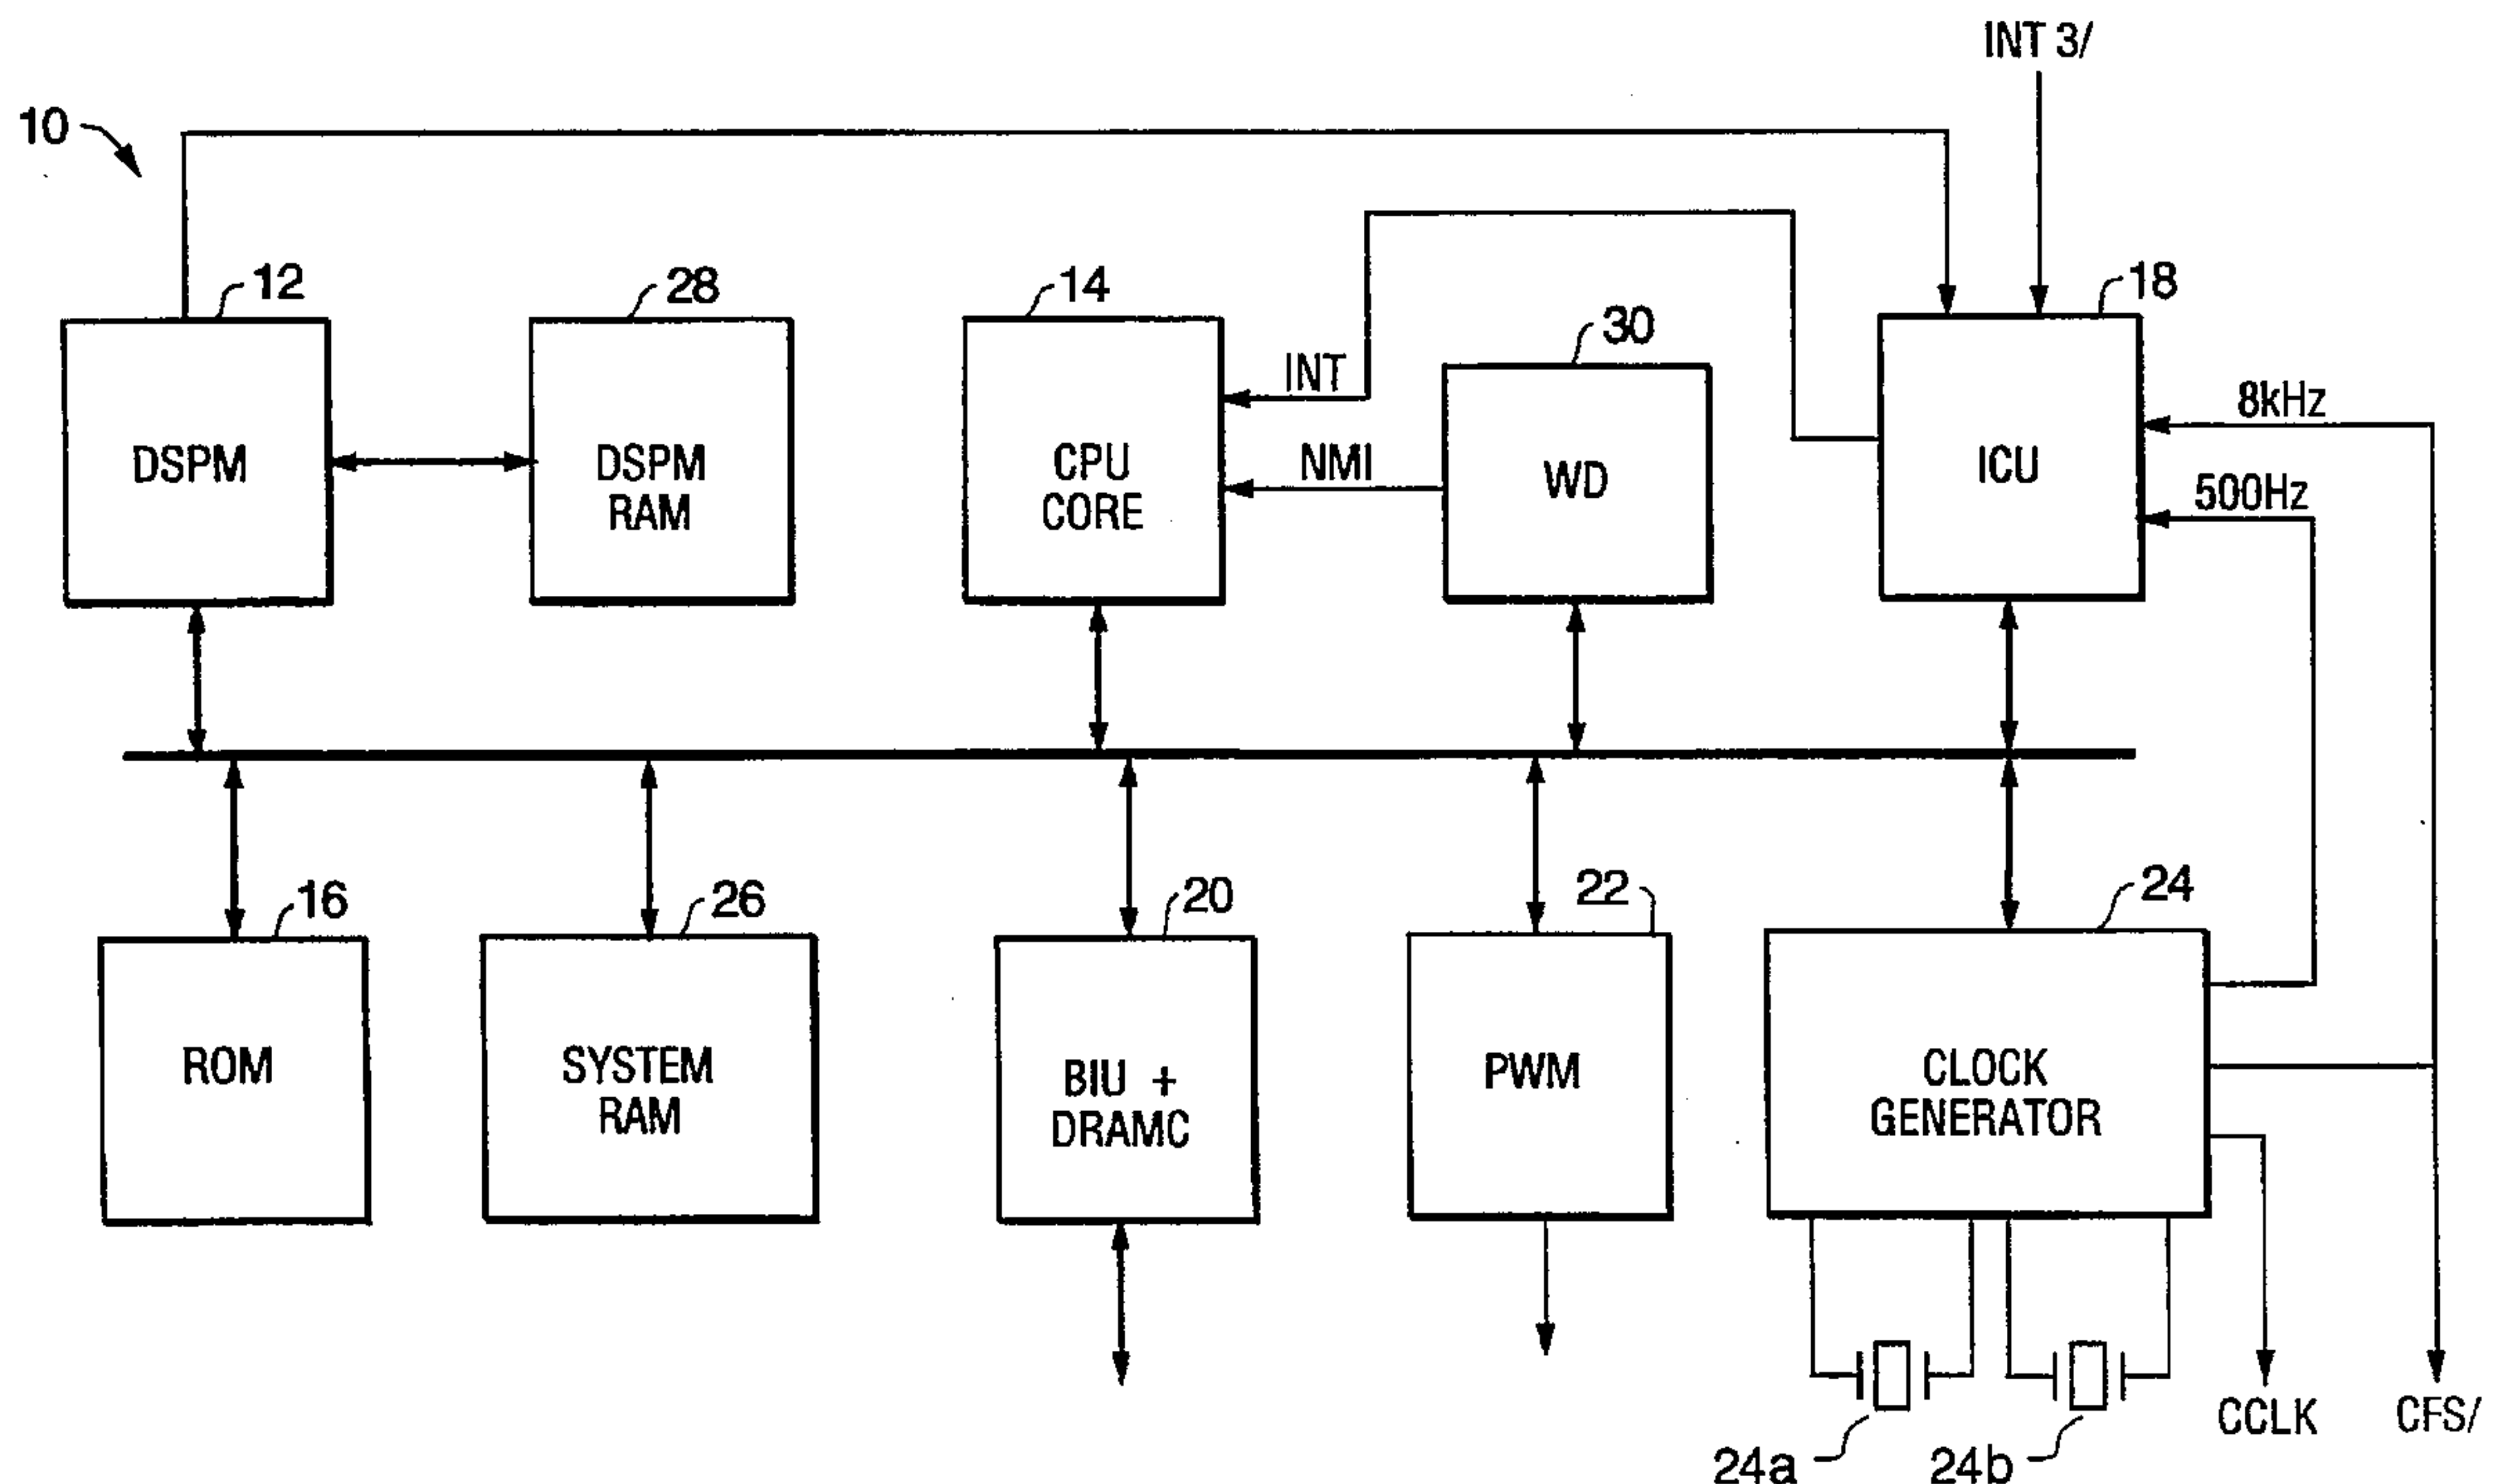 INT 3/
10
12
28
14
30
18
INT
NMI
8kHz
500Hz
DSPM
DSPM
RAM
CPU
CORE
WD
ICU
16
26
20
22
24
ROM
SYSTEM
RAM
BIU +
DRAMC
PWM
CLOCK
GENERATOR
24a
24b
CCLK
CFS/